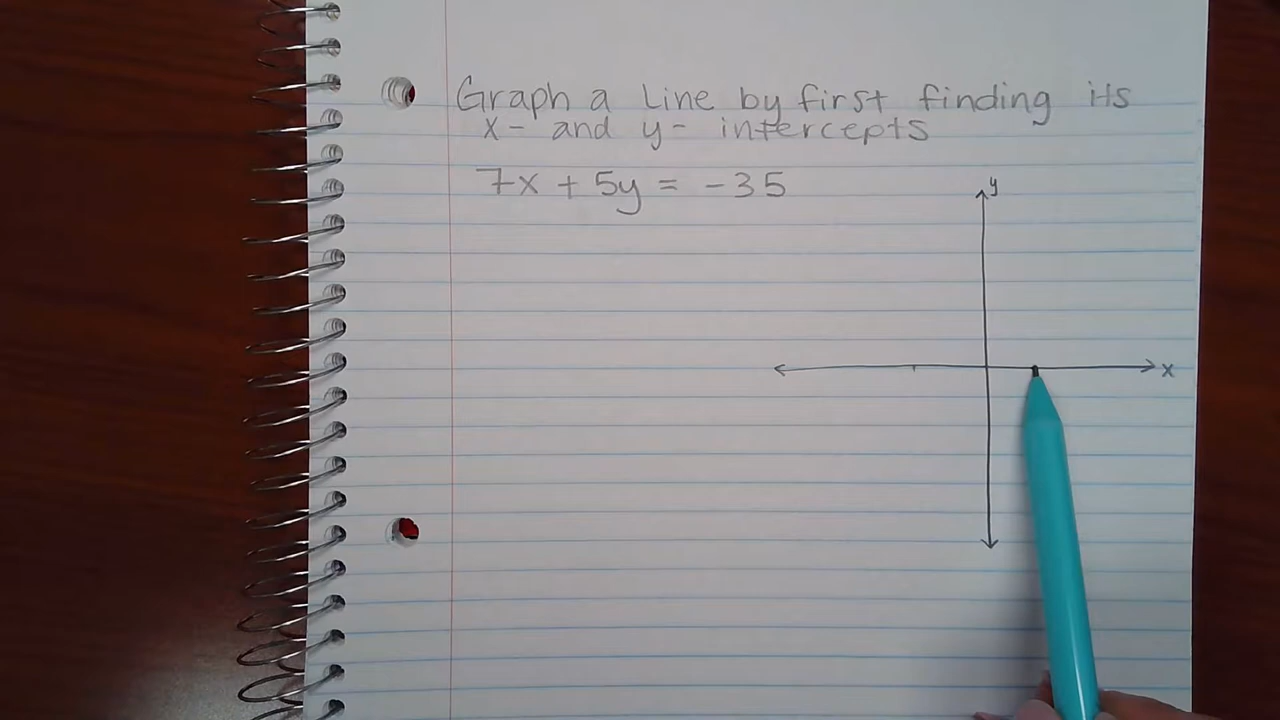 Graph a line by first finding its
x- and y- intercepts
7x + 5y = -35
y
x